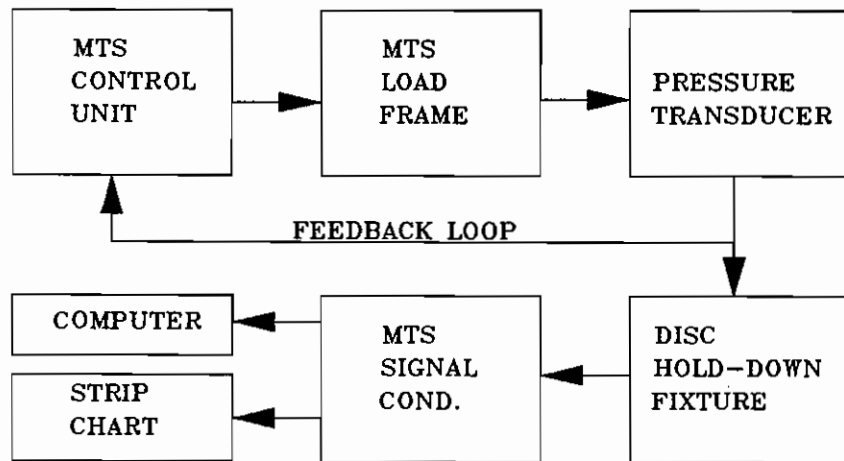 MTS
CONTROL
UNIT
MTS
LOAD
FRAME
PRESSURE
TRANSDUCER
FEEDBACK LOOP
COMPUTER
STRIP
CHART
MTS
SIGNAL
COND.
DISC
HOLD-DOWN
FIXTURE